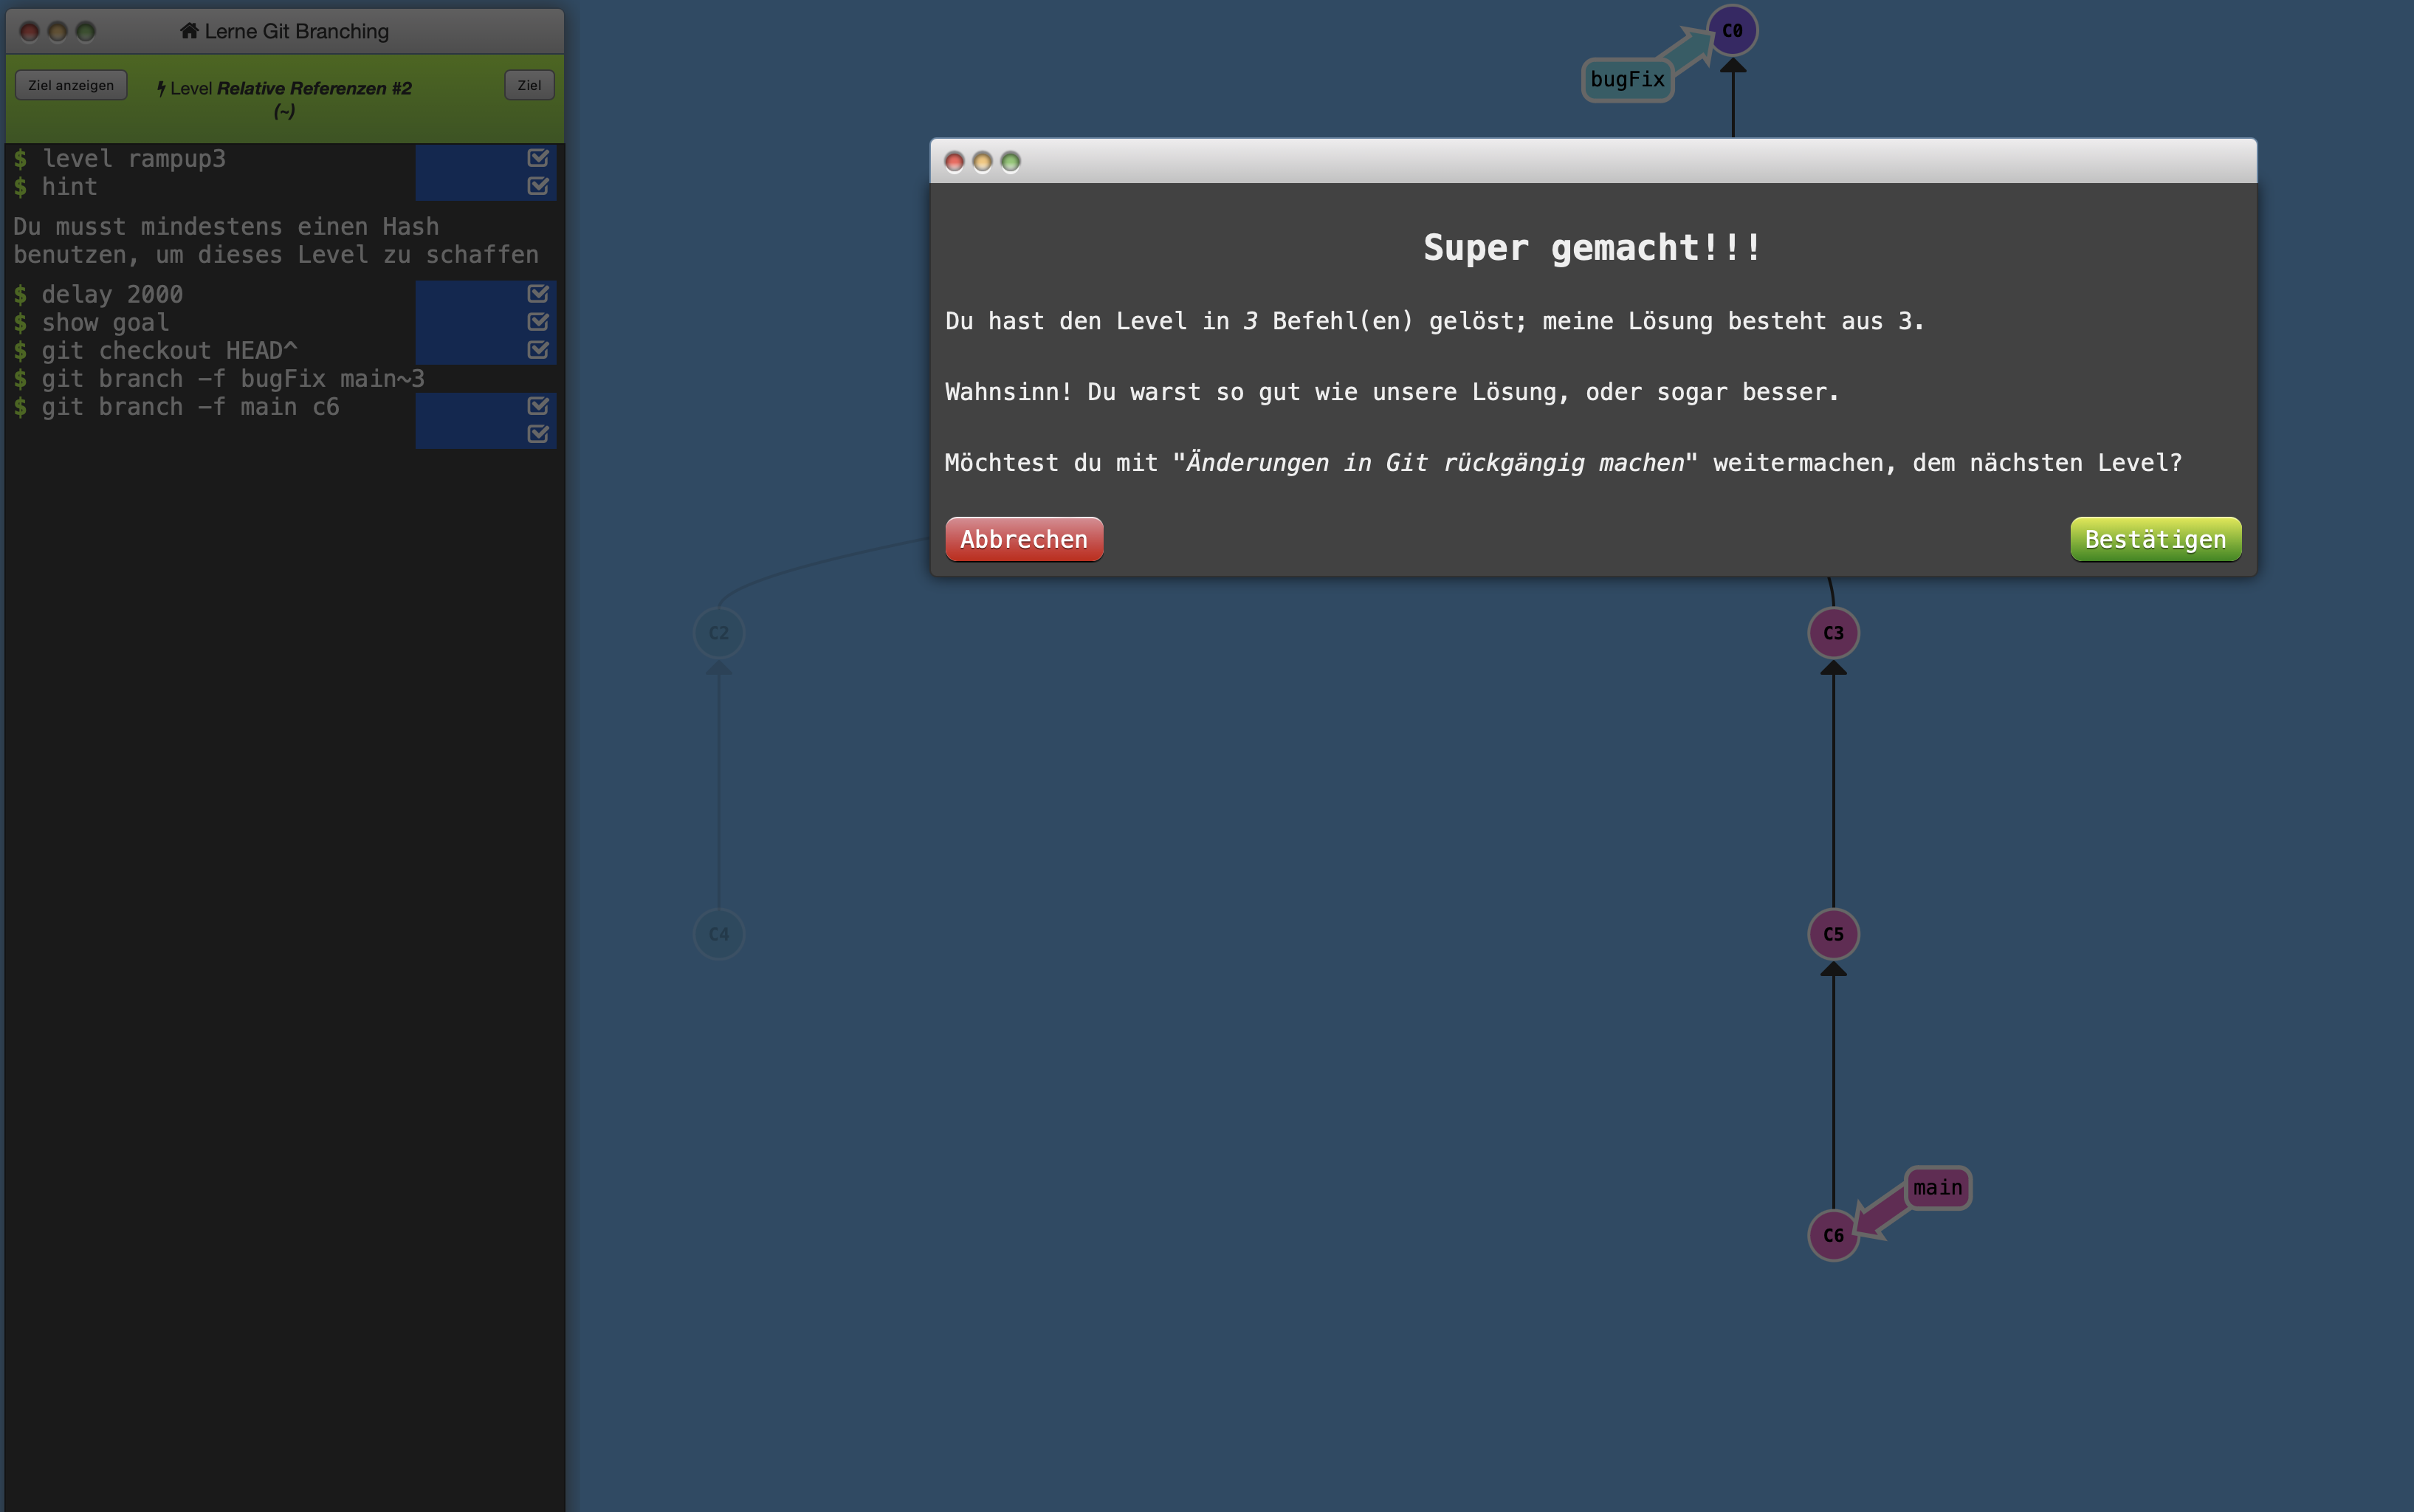 Lerne Git Branching
Ziel anzeigen
Level Relative Referenzen #2
(~)
Ziel
$ level rampup3
$ hint
Du musst mindestens einen Hash
benutzen, um dieses Level zu schaffen
$ delay 2000
$ show goal
$ git checkout HEAD^
$ git branch -f bugFix main~3
$ git branch -f main c6
C0
bugFix
Super gemacht!!!
Du hast den Level in 3 Befehl(en) gelöst; meine Lösung besteht aus 3.
Wahnsinn! Du warst so gut wie unsere Lösung, oder sogar besser.
Möchtest du mit "Änderungen in Git rückgängig machen" weitermachen, dem nächsten Level?
Abbrechen
Bestätigen
C2
C3
C4
C5
main
C6